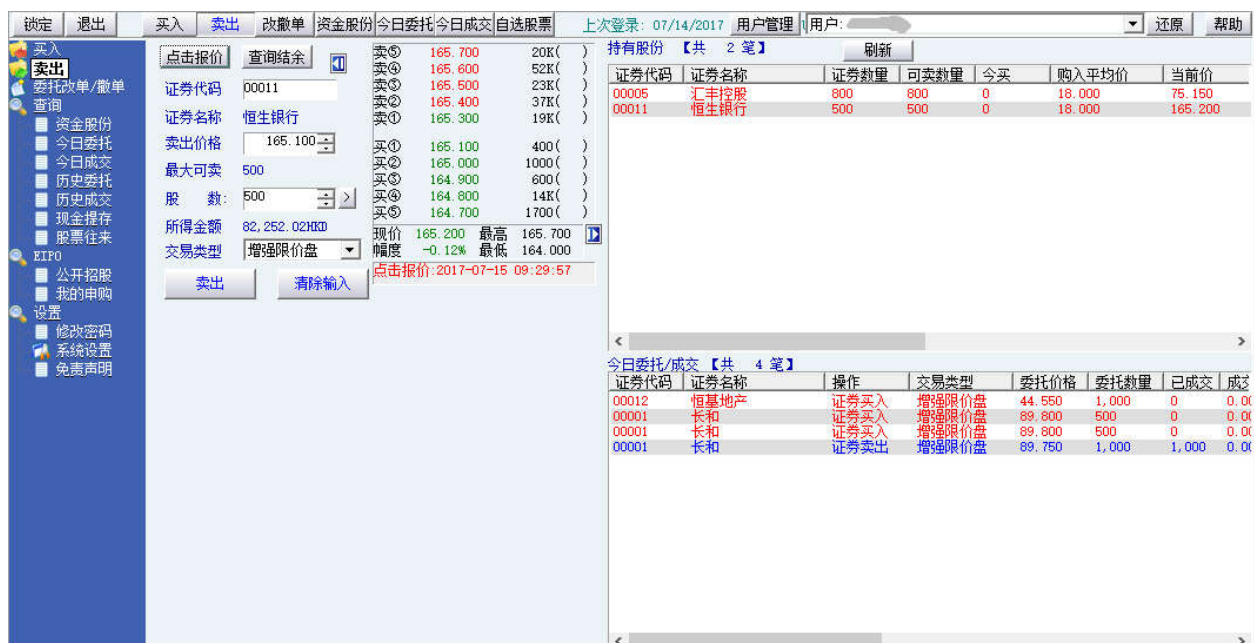 锁定 退出 买入 卖出 改撤单 资金股份 今日委托 今日成交 自选股票 上次登录: 07/14/2017 用户管理 用户: 还原 帮助
买入
卖出
委托改单/撤单
查询
资金股份
今日委托
今日成交
历史委托
历史成交
现金提存
股票往来
EIPO
公开招股
我的申购
设置
修改密码
系统设置
免责声明
点击报价 查询结余
证券代码 00011
证券名称 恒生银行
卖出价格 165.100
最大可卖 500
股 数: 500 >
所得金额 82,252.02HKD
交易类型 增强限价盘
卖出 清除输入
卖⑤ 165.700 20K( )
卖④ 165.600 52K( )
卖③ 165.500 23K( )
卖② 165.400 37K( )
卖① 165.300 19K( )
买① 165.100 400( )
买② 165.000 1000( )
买③ 164.900 600( )
买④ 164.800 14K( )
买⑤ 164.700 1700( )
现价 165.200 最高 165.700
幅度 -0.12% 最低 164.000
点击报价:2017-07-15 09:29:57
持有股份 【共 2 笔】 刷新
证券代码 证券名称 证券数量 可卖数量 今买 购入平均价 当前价
00005 汇丰控股 800 800 0 18.000 75.150
00011 恒生银行 500 500 0 18.000 165.200
今日委托/成交 【共 4 笔】
证券代码 证券名称 操作 交易类型 委托价格 委托数量 已成交
00012 恒基地产 证券买入 增强限价盘 44.550 1,000 0
00001 长和 证券买入 增强限价盘 89.800 500 0
00001 长和 证券买入 增强限价盘 89.800 500 0
00001 长和 证券卖出 增强限价盘 89.750 1,000 1,000